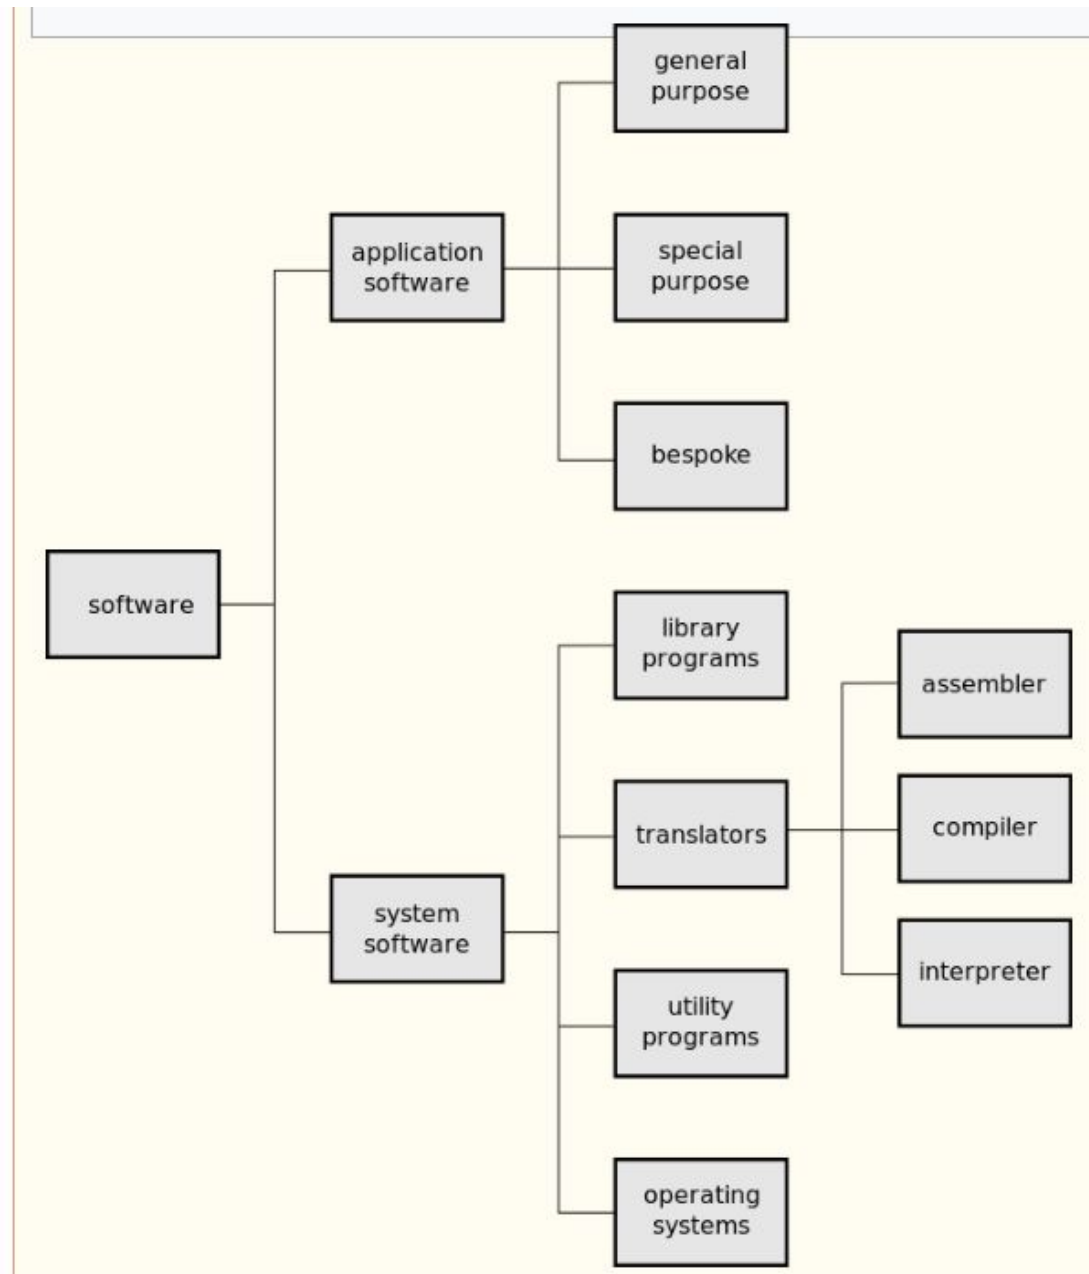 general
purpose
application
software
special
purpose
bespoke
software
library
programs
assembler
translators
compiler
system
software
interpreter
utility
programs
operating
systems